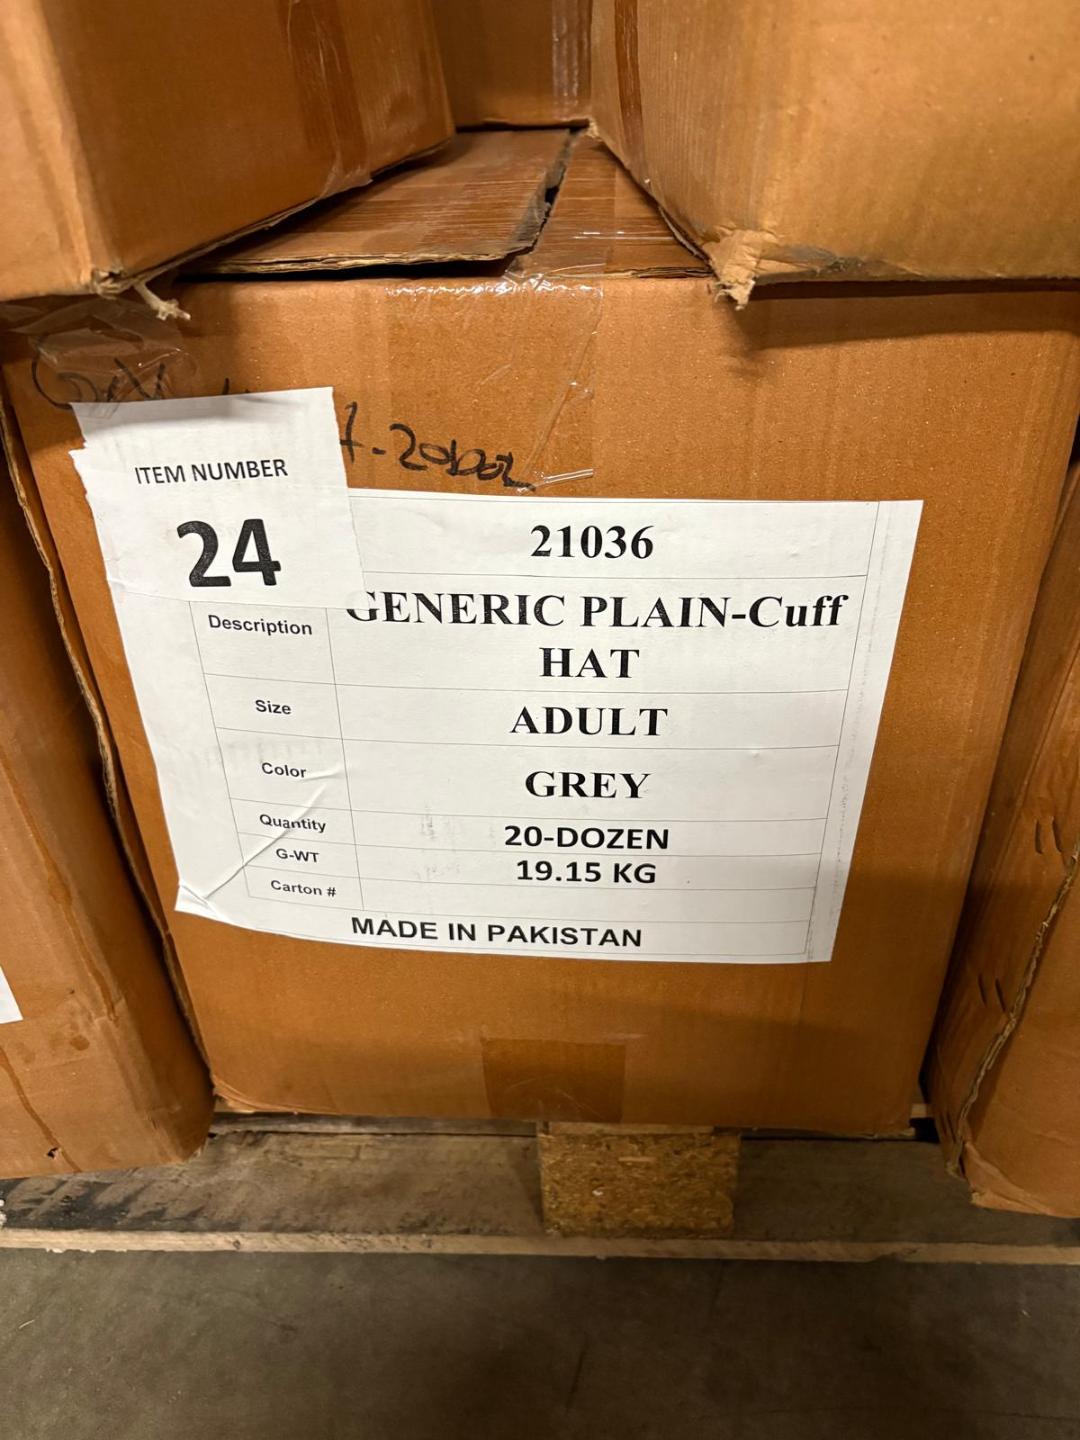 ITEM NUMBER
24
21036
Description GENERIC PLAIN-Cuff
HAT
Size ADULT
Color GREY
Quantity 20-DOZEN
G-WT 19.15 KG
Carton #
MADE IN PAKISTAN